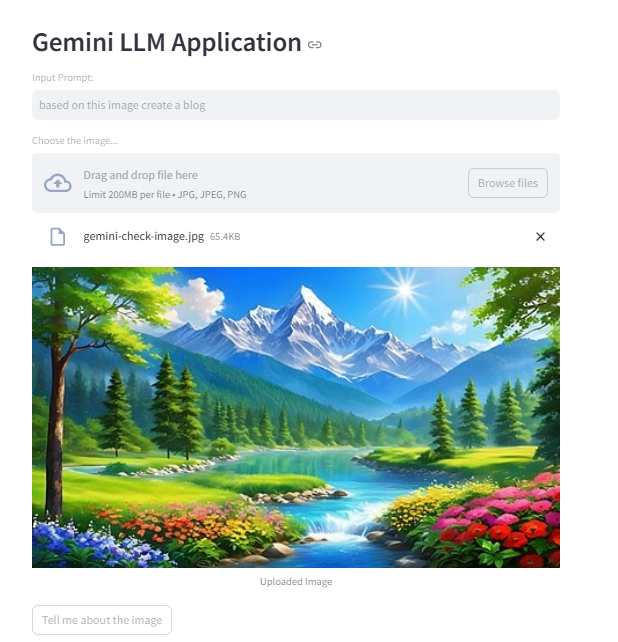 Gemini LLM Application
Input Prompt:
based on this image create a blog
Choose the image...
Drag and drop file here
Limit 200MB per file • JPG, JPEG, PNG
Browse files
gemini-check-image.jpg 65.4KB
Uploaded Image
Tell me about the image